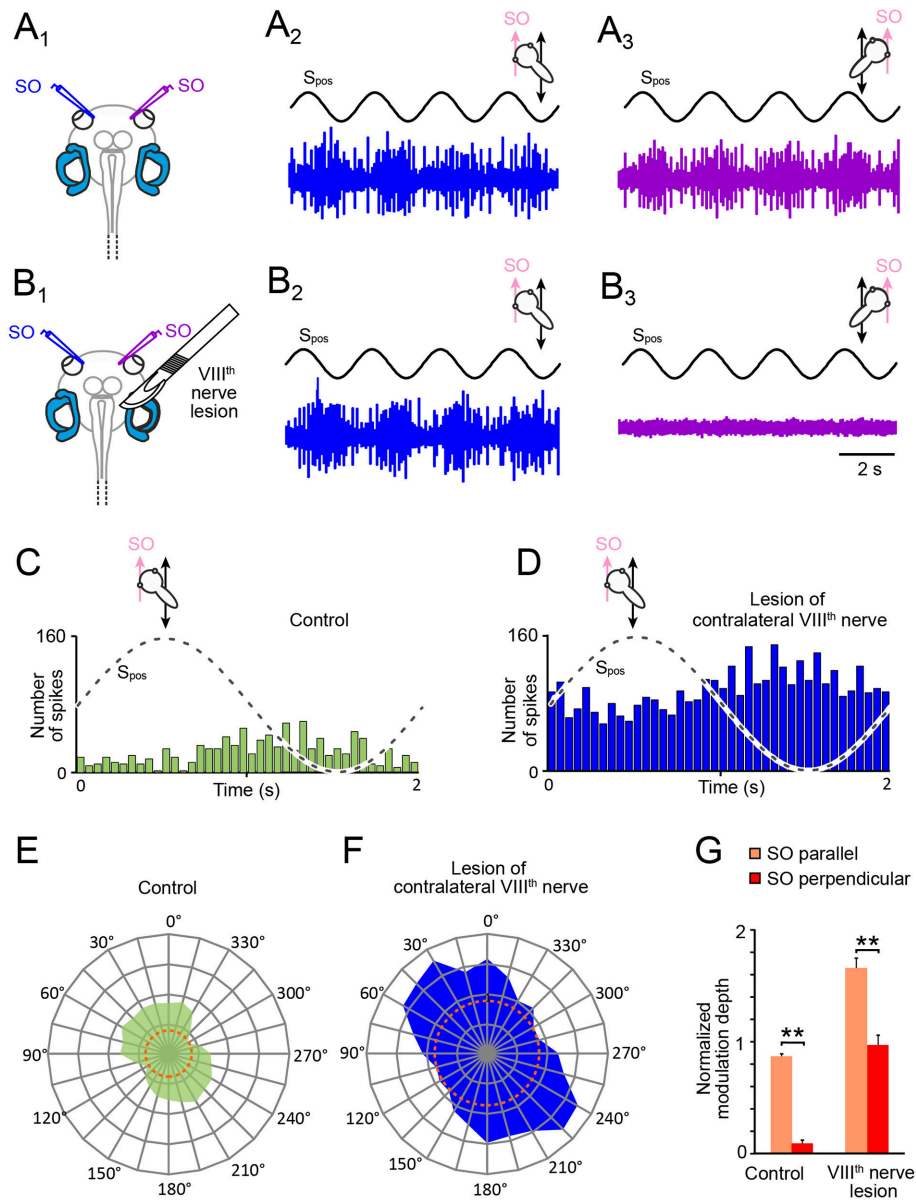 A1
A2
A3
SO
SO
SO
Spos
SO
Spos
B1
B2
B3
SO
SO
VIIIth
nerve
lesion
SO
Spos
SO
Spos
2 s
C
SO
Control
160
Spos
Number
of spikes
0
0
Time (s)
2
D
SO
Lesion of
contralateral VIIIth nerve
160
Spos
Number
of spikes
0
0
Time (s)
2
E
Control
0°
30°
330°
60°
300°
90°
270°
120°
240°
150°
210°
180°
F
Lesion of
contralateral VIIIth nerve
0°
30°
330°
60°
300°
90°
270°
120°
240°
150°
210°
180°
G
SO parallel
SO perpendicular
2
**
**
1
Normalized
modulation depth
0
Control
VIIIth nerve
lesion